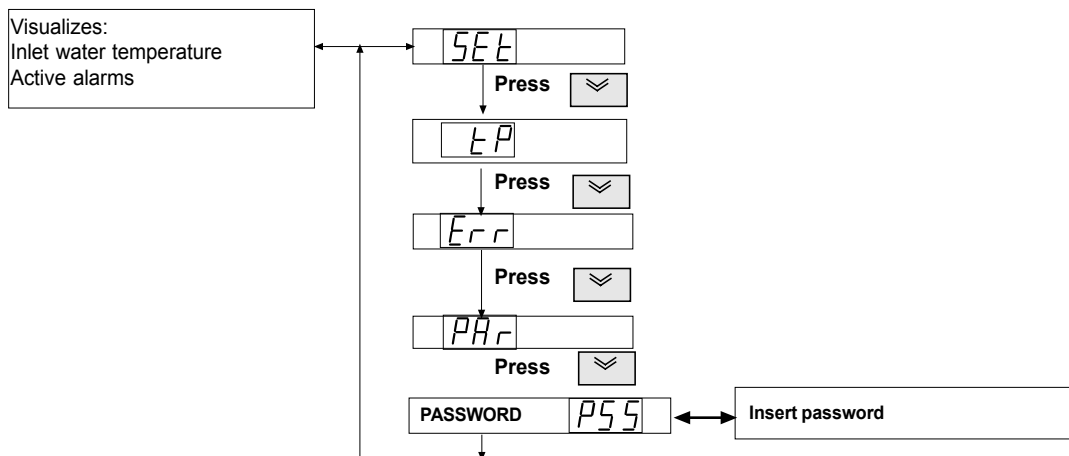 Visualizes:
Inlet water temperature
Active alarms
SEt
Press
tP
Press
Err
Press
PAr
Press
PASSWORD PSS
Insert password